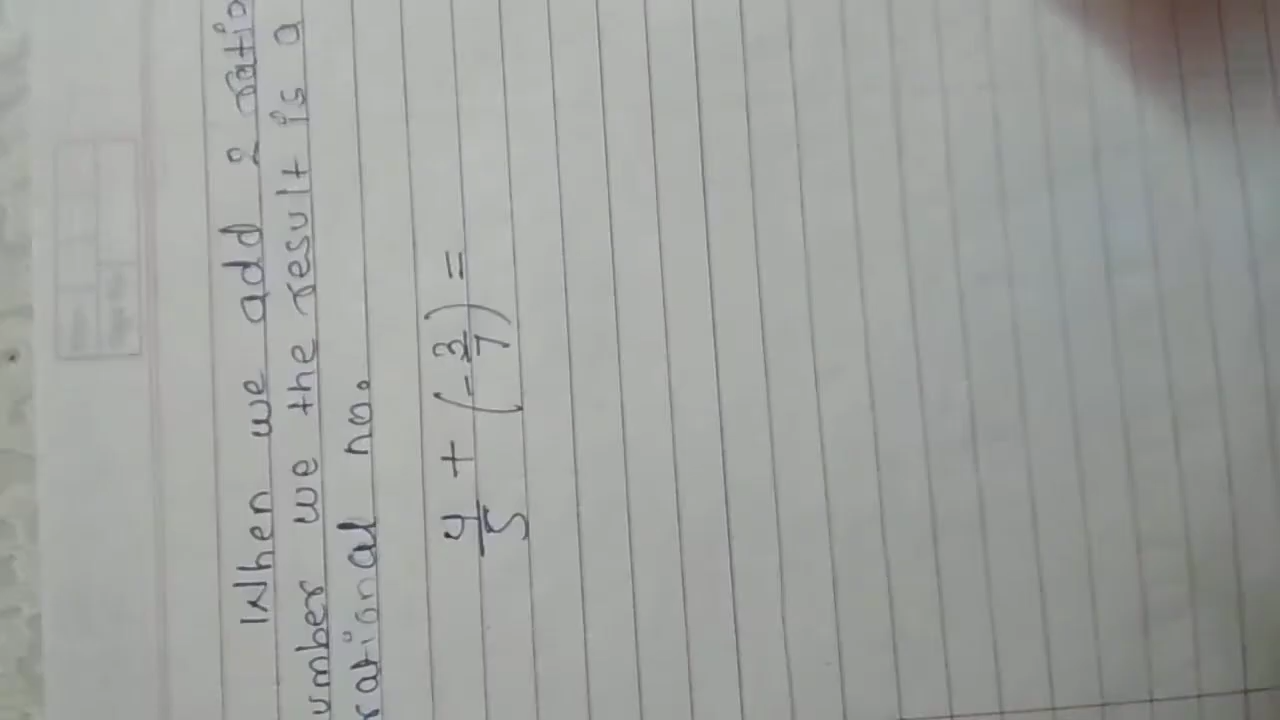 When we add 2 ratio
umber we the result is a
rational no.
4/5 + (-3/7) =